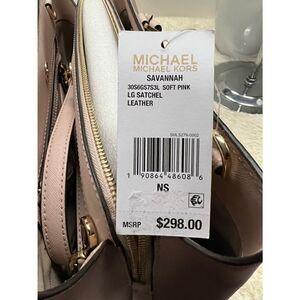 MICHAEL
MICHAEL KORS
SAVANNAH
30S6GS7S3L SOFT PINK
LG SATCHEL
LEATHER
1 90864 48608 6
NS
MSRP $298.00